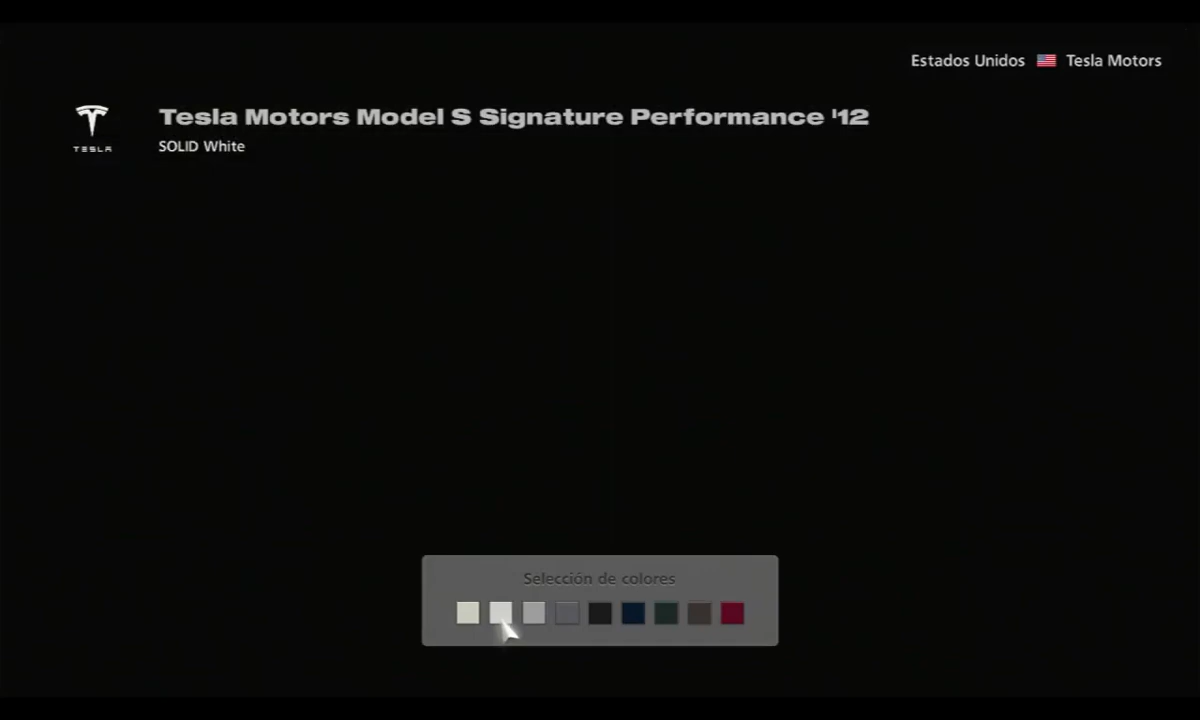 Estados Unidos Tesla Motors
Tesla Motors Model S Signature Performance '12
TESLA
SOLID White
Selección de colores